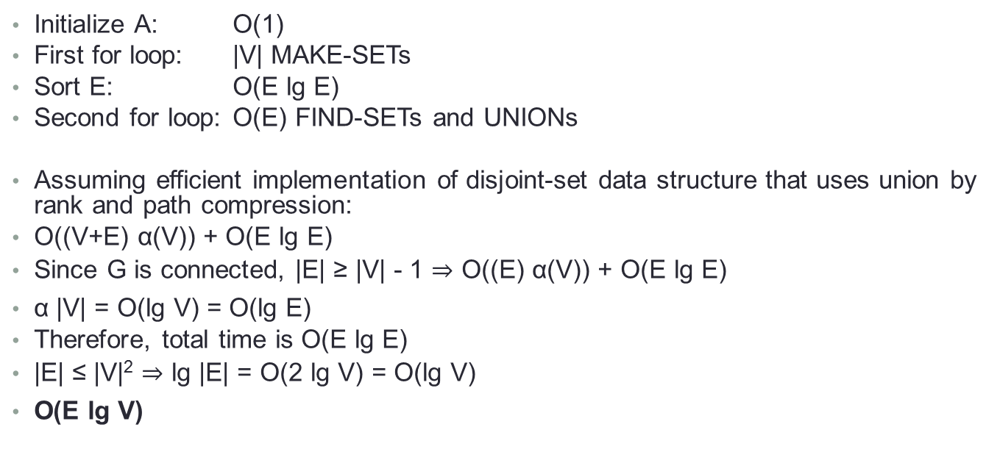 • Initialize A: O(1)
• First for loop: |V| MAKE-SETs
• Sort E: O(E lg E)
• Second for loop: O(E) FIND-SETs and UNIONs
• Assuming efficient implementation of disjoint-set data structure that uses union by
rank and path compression:
• O((V+E) α(V)) + O(E lg E)
• Since G is connected, |E| ≥ |V| - 1 ⇒ O((E) α(V)) + O(E lg E)
• α |V| = O(lg V) = O(lg E)
• Therefore, total time is O(E lg E)
• |E| ≤ |V|² ⇒ lg |E| = O(2 lg V) = O(lg V)
• O(E lg V)